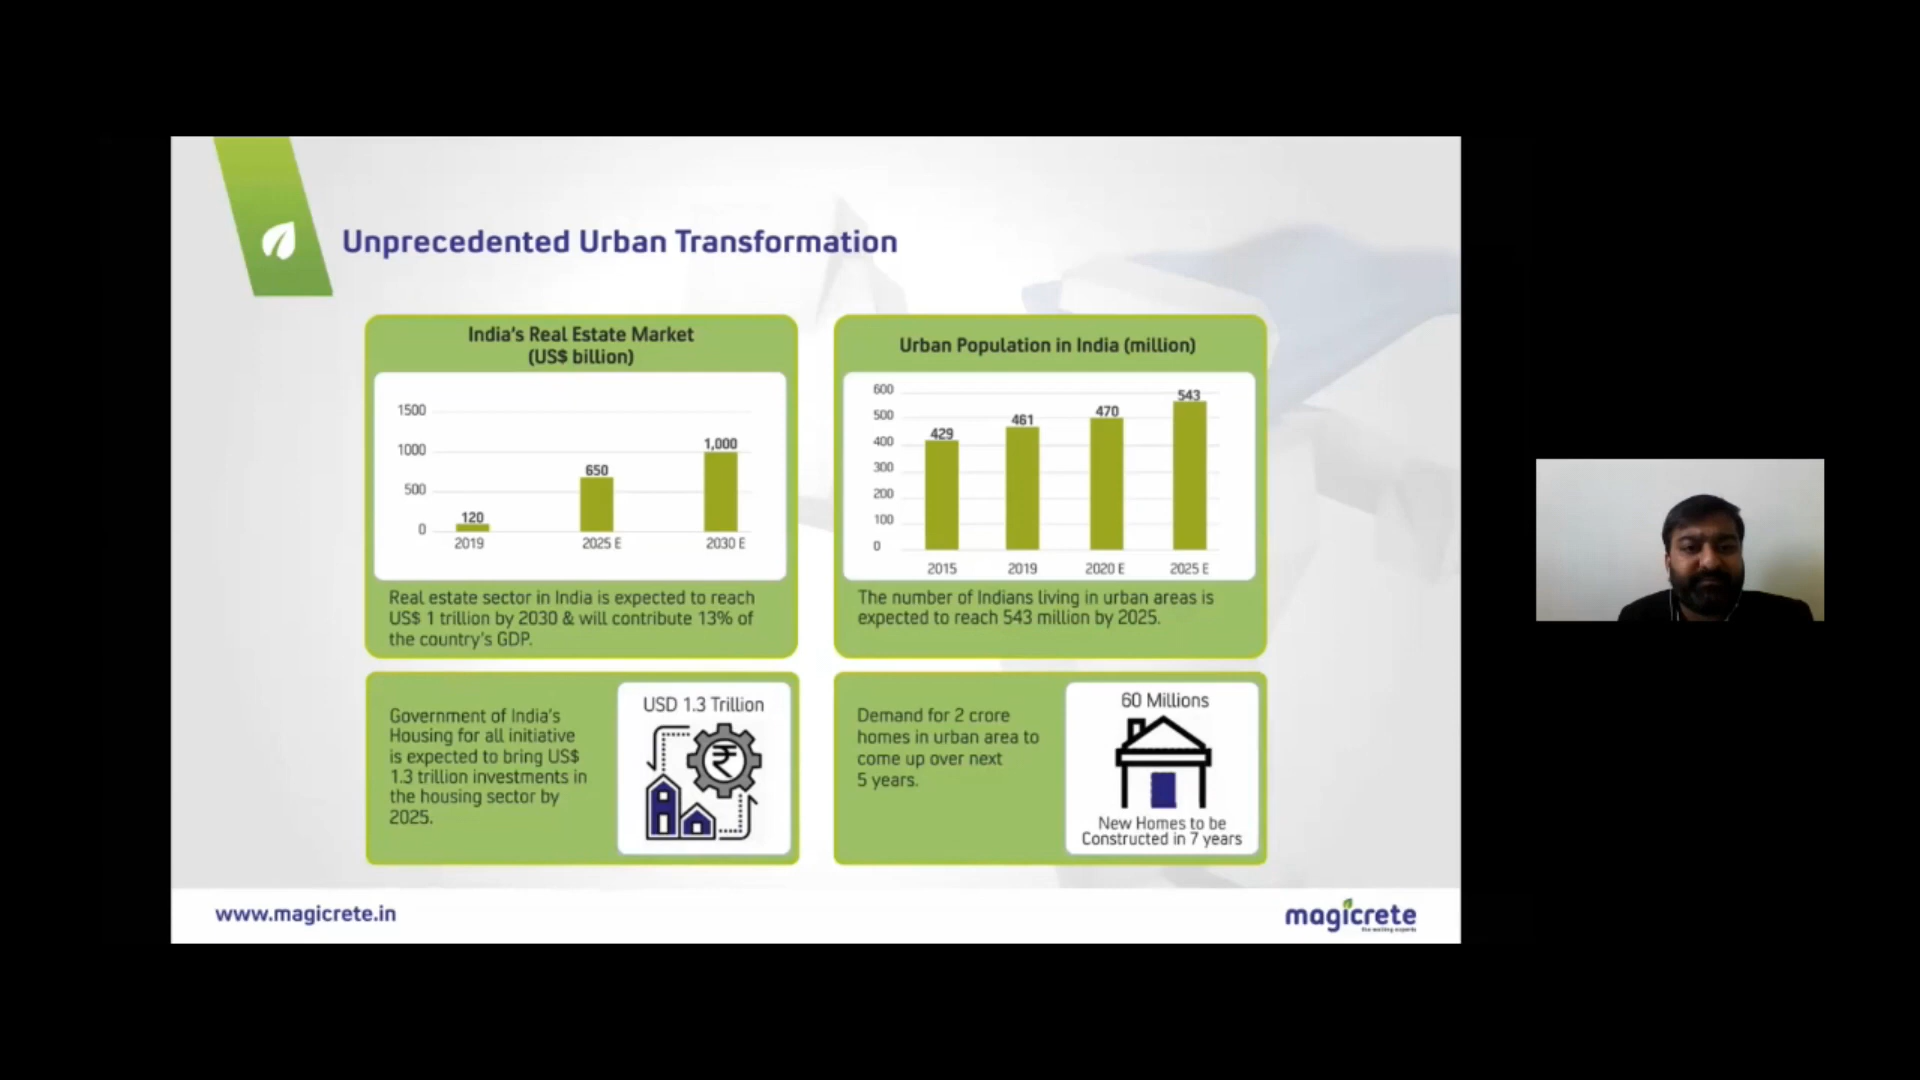 Unprecedented Urban Transformation
India's Real Estate Market
(US$ billion)
1500
1000
500
0
120
650
1,000
2019
2025 E
2030 E
Real estate sector in India is expected to reach
US$ 1 trillion by 2030 & will contribute 13% of
the country's GDP.
Urban Population in India (million)
600
500
400
300
200
100
0
429
461
470
543
2015
2019
2020 E
2025 E
The number of Indians living in urban areas is
expected to reach 543 million by 2025.
Government of India's
Housing for all initiative
is expected to bring US$
1.3 trillion investments in
the housing sector by
2025.
USD 1.3 Trillion
₹
Demand for 2 crore
homes in urban area to
come up over next
5 years.
60 Millions
New Homes to be
Constructed in 7 years
www.magicrete.in
magicrete
the walling experts